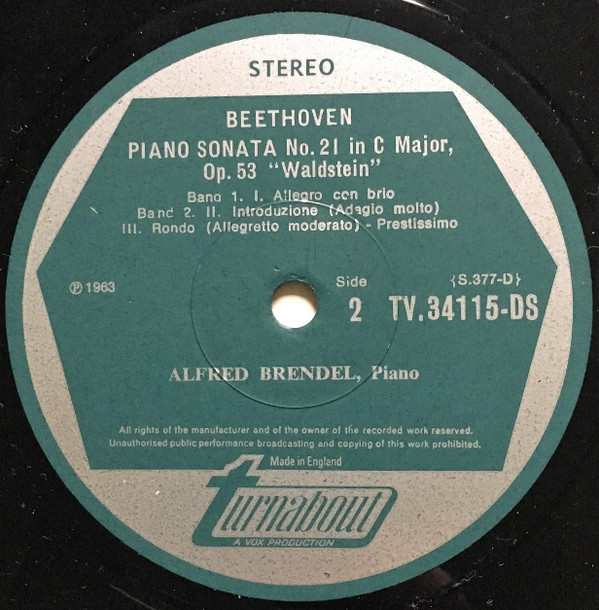 STEREO
BEETHOVEN
PIANO SONATA No. 21 in C Major,
Op. 53 "Waldstein"
Band 1. I. Allegro con brio
Band 2. II. Introduzione (Adagio molto)
III. Rondo (Allegretto moderato) - Prestissimo
℗ 1963
Side
2
{S.377-D}
TV.34115-DS
ALFRED BRENDEL, Piano
All rights of the manufacturer and of the owner of the recorded work reserved.
Unauthorised public performance broadcasting and copying of this work prohibited.
Made in England
turnabout
A VOX PRODUCTION